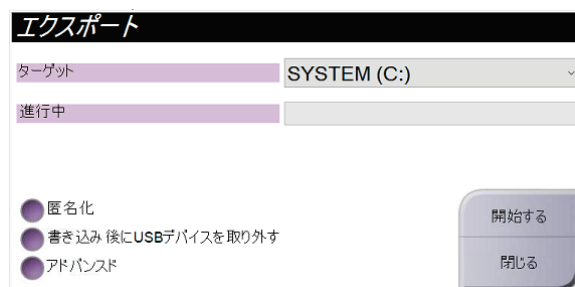 エクスポート
ターゲット
SYSTEM (C:)
進行中
匿名化
書き込み 後にUSBデバイスを取り外す
アドバンスド
開始する
閉じる